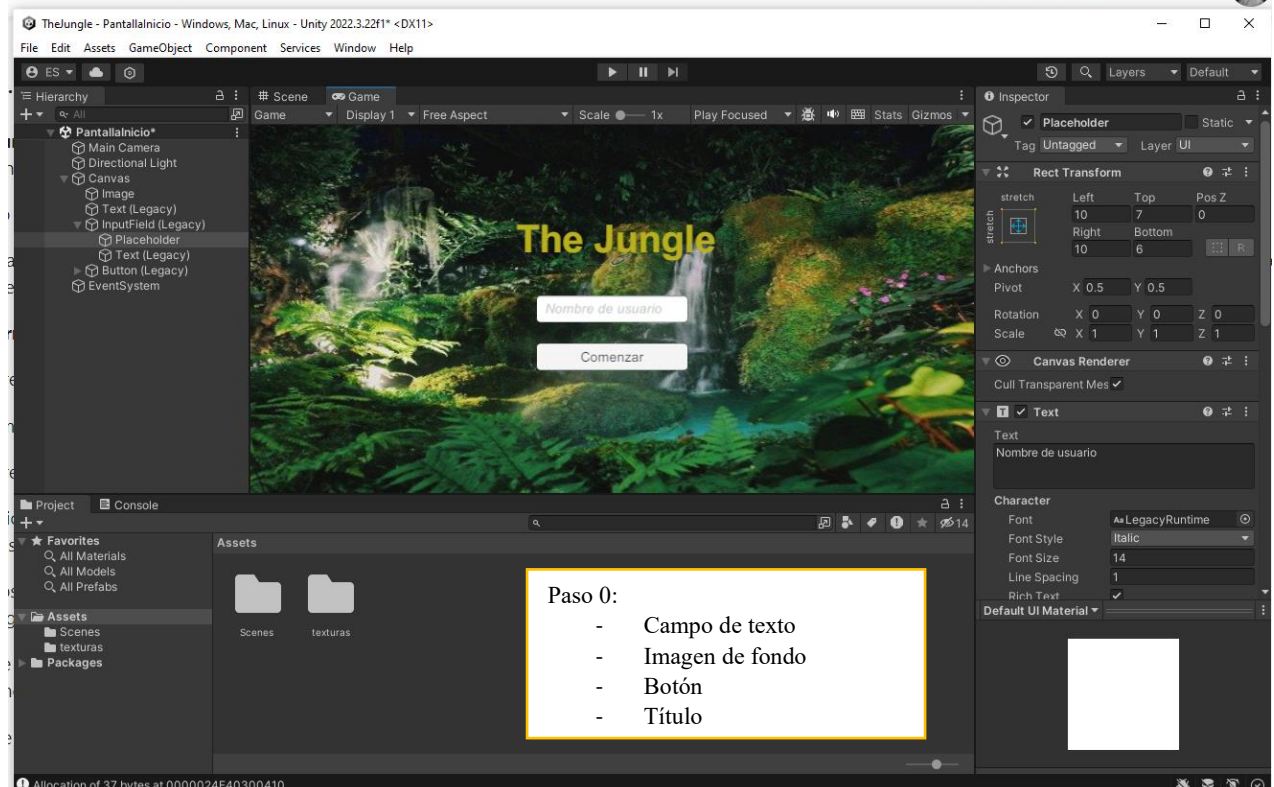 TheJungle - PantallaInicio - Windows, Mac, Linux - Unity 2022.3.22f1* <DX11>
File Edit Assets GameObject Component Services Window Help
ES
Layers Default
Hierarchy
All
PantallaInicio*
Main Camera
Directional Light
Canvas
Image
Text (Legacy)
InputField (Legacy)
Placeholder
Text (Legacy)
Button (Legacy)
EventSystem
# Scene Game
Game Display 1 Free Aspect Scale 1x Play Focused Stats Gizmos
The Jungle
Nombre de usuario
Comenzar
Inspector
Placeholder Static
Tag Untagged Layer UI
Rect Transform
stretch Left Top Pos Z
stretch 10 7 0
Right Bottom
10 6 R
Anchors
Pivot X 0.5 Y 0.5
Rotation X 0 Y 0 Z 0
Scale X 1 Y 1 Z 1
Canvas Renderer
Cull Transparent Mes
T Text
Text
Nombre de usuario
Character
Font Aa LegacyRuntime
Font Style Italic
Font Size 14
Line Spacing 1
Rich Text
Default UI Material
Project Console
14
Favorites
All Materials
All Models
All Prefabs
Assets
Scenes
texturas
Packages
Assets
Scenes texturas
Paso 0:
- Campo de texto
- Imagen de fondo
- Botón
- Título
Allocation of 37 bytes at 0000024F40300410